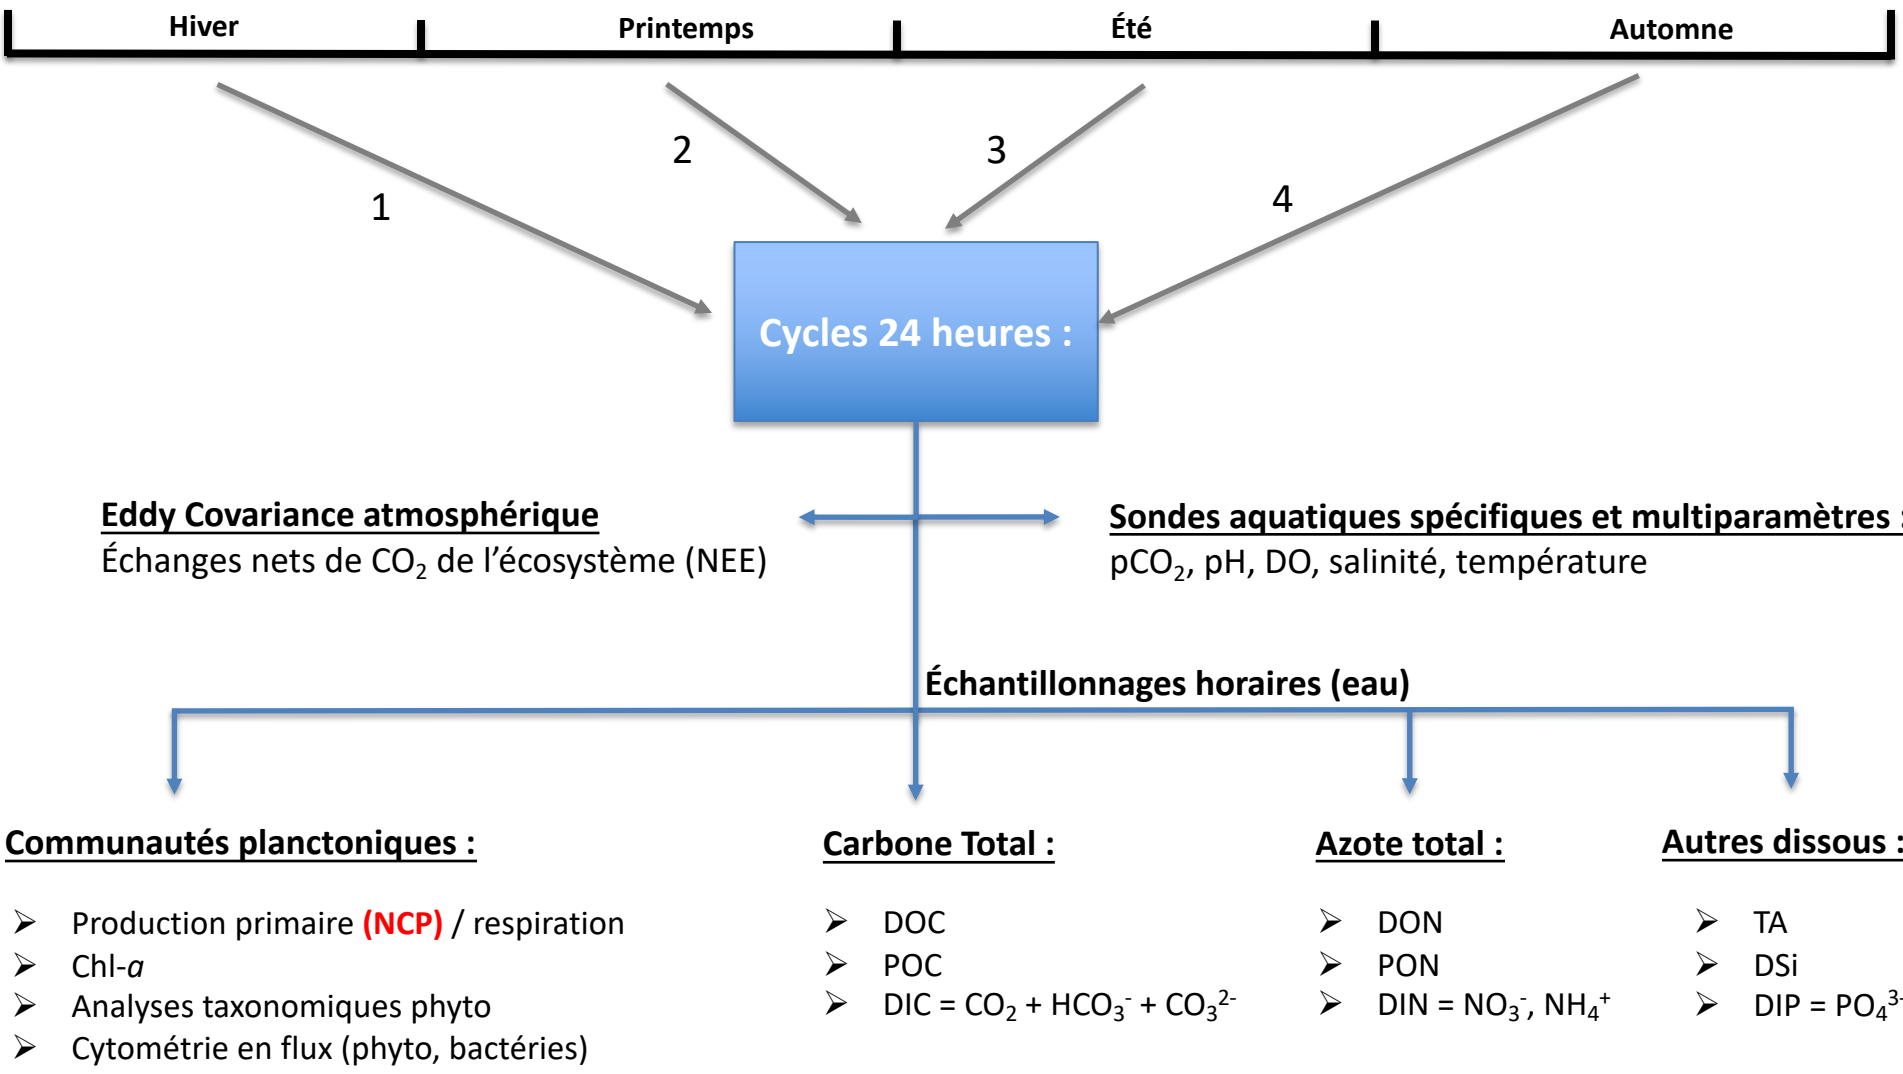 Hiver
Printemps
Été
Automne
1
2
3
4
Cycles 24 heures :
Eddy Covariance atmosphérique
Échanges nets de CO₂ de l’écosystème (NEE)
Sondes aquatiques spécifiques et multiparamètres :
pCO₂, pH, DO, salinité, température
Échantillonnages horaires (eau)
Communautés planctoniques :
➢ Production primaire (NCP) / respiration
➢ Chl-a
➢ Analyses taxonomiques phyto
➢ Cytométrie en flux (phyto, bactéries)
Carbone Total :
➢ DOC
➢ POC
➢ DIC = CO₂ + HCO₃⁻ + CO₃²⁻
Azote total :
➢ DON
➢ PON
➢ DIN = NO₃⁻, NH₄⁺
Autres dissous :
➢ TA
➢ DSi
➢ DIP = PO₄³⁻